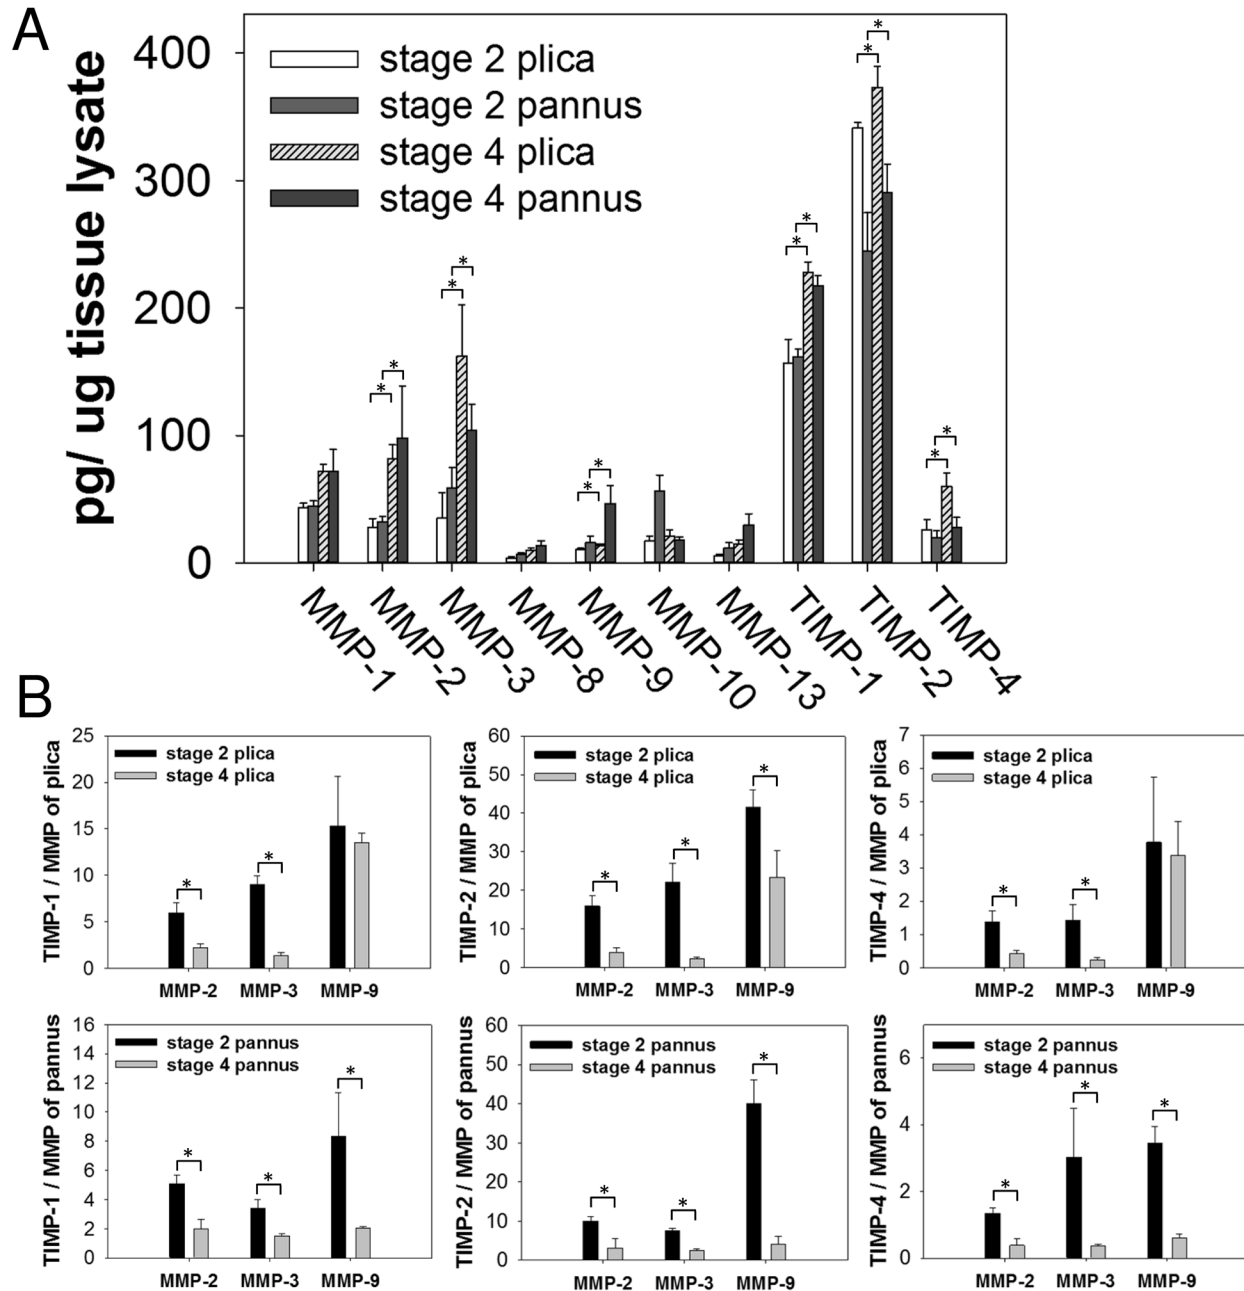 A
pg/ ug tissue lysate
400
300
200
100
0
stage 2 plica
stage 2 pannus
stage 4 plica
stage 4 pannus
* * * * * * * * * * * *
MMP-1 MMP-2 MMP-3 MMP-8 MMP-9 MMP-10 MMP-13 TIMP-1 TIMP-2 TIMP-4
B
TIMP-1 / MMP of plica
25
20
15
10
5
0
stage 2 plica
stage 4 plica
* *
MMP-2 MMP-3 MMP-9
TIMP-2 / MMP of plica
60
50
40
30
20
10
0
stage 2 plica
stage 4 plica
* * *
MMP-2 MMP-3 MMP-9
TIMP-4 / MMP of plica
7
6
5
4
3
2
1
0
stage 2 plica
stage 4 plica
* *
MMP-2 MMP-3 MMP-9
TIMP-1 / MMP of pannus
16
14
12
10
8
6
4
2
0
stage 2 pannus
stage 4 pannus
* * *
MMP-2 MMP-3 MMP-9
TIMP-2 / MMP of pannus
60
50
40
30
20
10
0
stage 2 pannus
stage 4 pannus
* * *
MMP-2 MMP-3 MMP-9
TIMP-4 / MMP of pannus
6
4
2
0
stage 2 pannus
stage 4 pannus
* * *
MMP-2 MMP-3 MMP-9